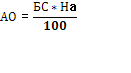 АО = БС * На
100